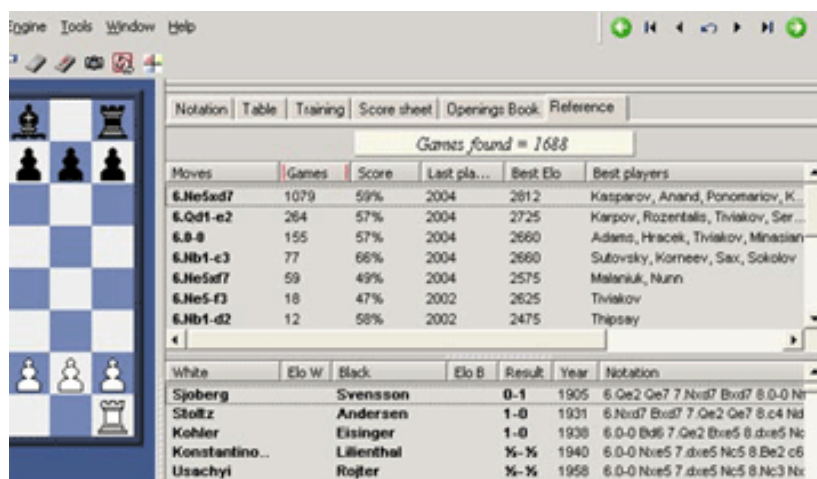 Engine Tools Window Help
Notation Table Training Score sheet Openings Book Reference
Games found = 1688
Moves Games Score Last pla... Best Elo Best players
6.Ne5xd7 1079 59% 2004 2812 Kasparov, Anand, Ponomariov, K...
6.Qd1-e2 264 57% 2004 2725 Karpov, Rozentalis, Tiviakov, Ser...
6.0-0 155 57% 2004 2660 Adams, Hracek, Tiviakov, Minasian
6.Nb1-c3 77 66% 2004 2660 Sutovsky, Korneev, Sax, Sokolov
6.Ne5xf7 59 49% 2004 2575 Malaniuk, Nunn
6.Ne5-f3 18 47% 2002 2625 Tiviakov
6.Nb1-d2 12 58% 2002 2475 Thipsay
White Elo W Black Elo B Result Year Notation
Sjoberg Svensson 0-1 1905 6.Qe2 Qe7 7.Nxd7 Bxd7 8.0-0 N
Stoltz Andersen 1-0 1931 6.Nxd7 Bxd7 7.Qe2 Qe7 8.c4 Nd
Kohler Eisinger 1-0 1938 6.0-0 Bd6 7.Qe2 Bxe5 8.dxe5 Nc
Konstantino... Lilienthal ½-½ 1940 6.0-0 Nxe5 7.dxe5 Nc5 8.Be2 c6
Usachyi Rojter ½-½ 1958 6.0-0 Nxe5 7.dxe5 Nc5 8.Nc3 Nx